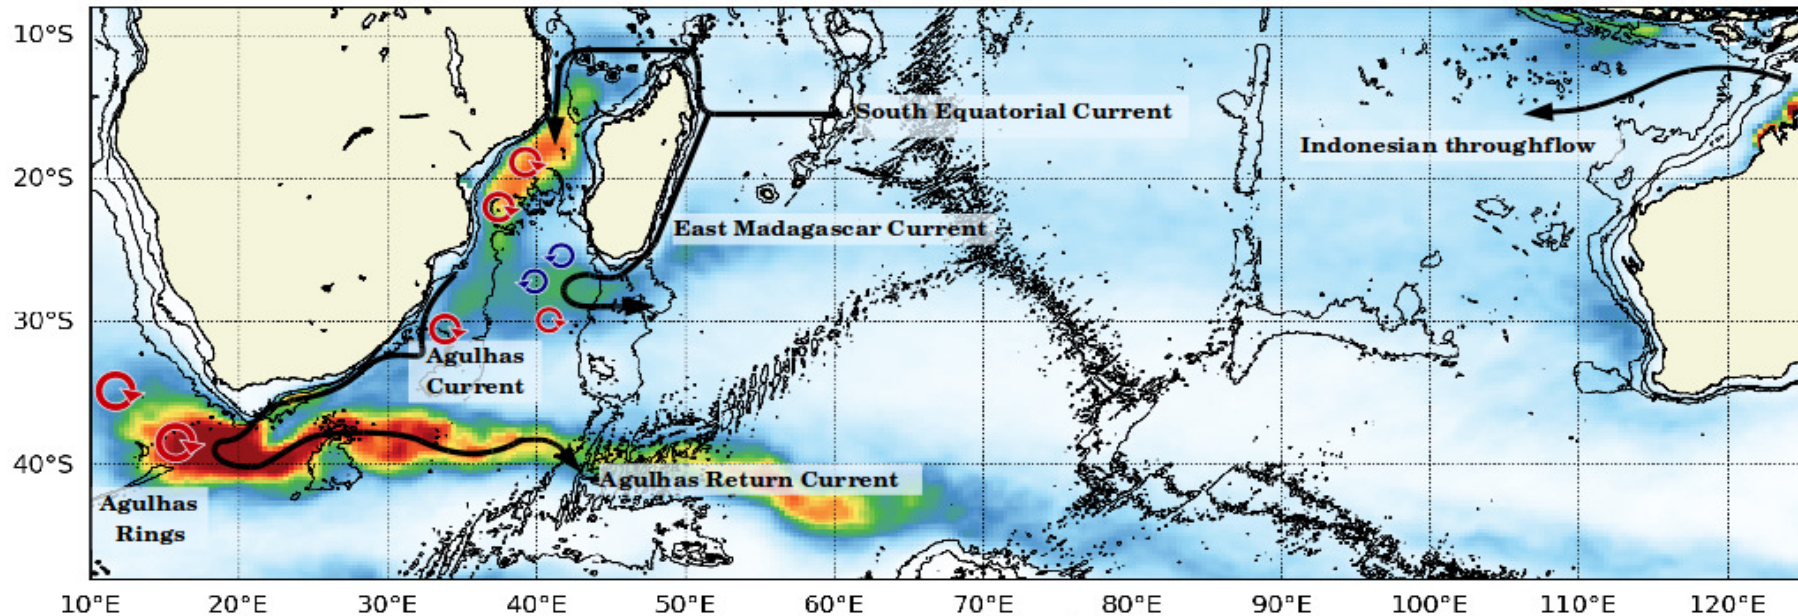 10°S
20°S
30°S
40°S
South Equatorial Current
Indonesian throughflow
East Madagascar Current
Agulhas
Current
Agulhas Return Current
Agulhas
Rings
10°E 20°E 30°E 40°E 50°E 60°E 70°E 80°E 90°E 100°E 110°E 120°E